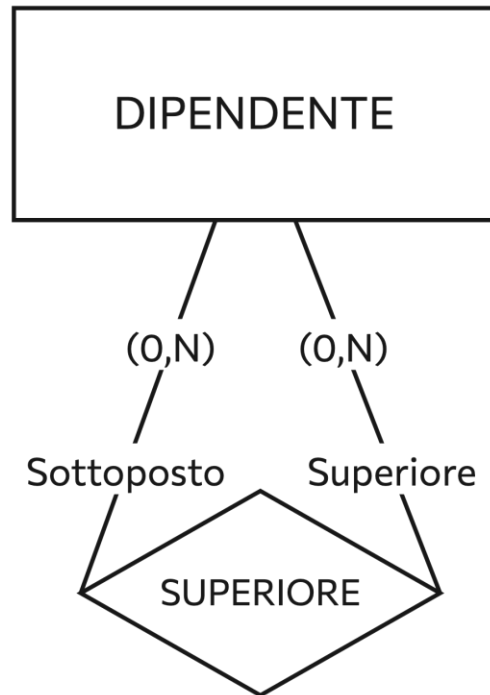 DIPENDENTE
(0,N) (0,N)
Sottoposto Superiore
SUPERIORE